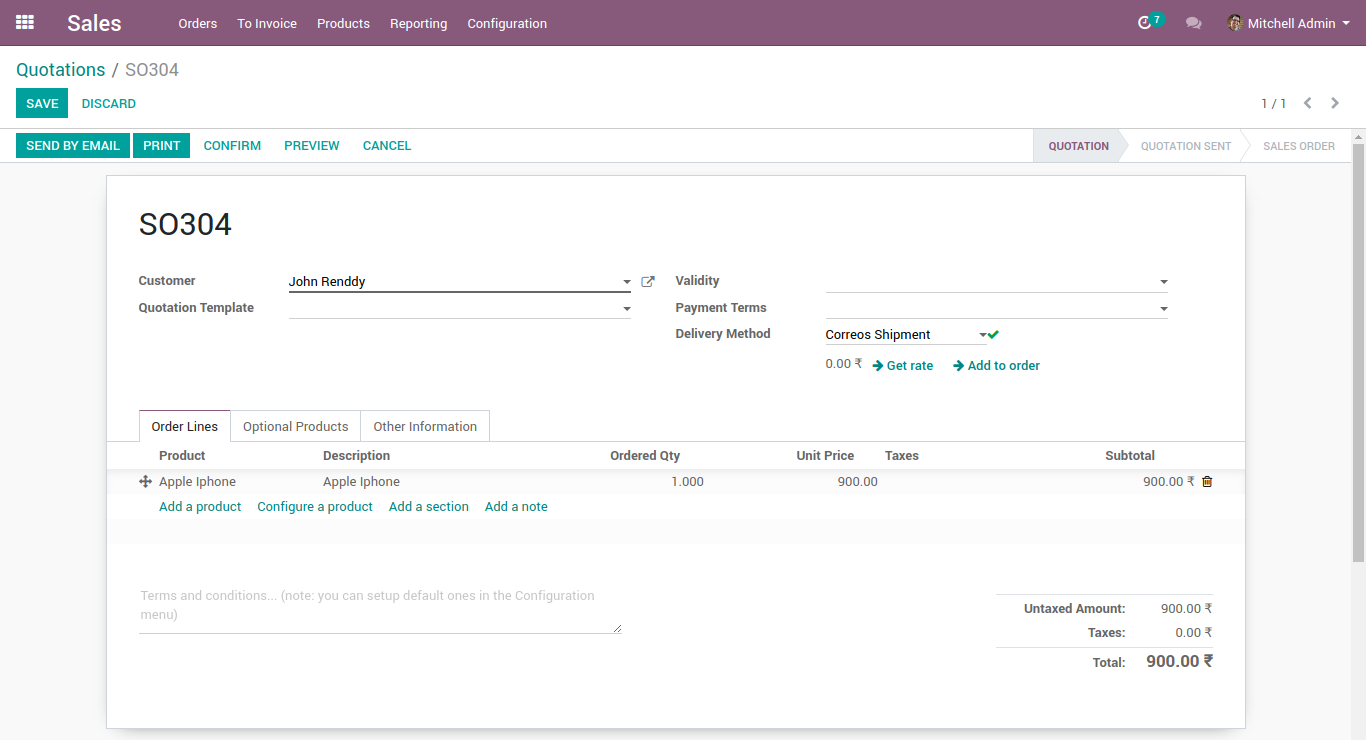 Sales Orders To Invoice Products Reporting Configuration 7 Mitchell Admin
Quotations / SO304
SAVE DISCARD 1 / 1
SEND BY EMAIL PRINT CONFIRM PREVIEW CANCEL QUOTATION QUOTATION SENT SALES ORDER
SO304
Customer John Renddy Validity
Quotation Template Payment Terms
Delivery Method Correos Shipment
0.00 ₹ Get rate Add to order
Order Lines Optional Products Other Information
Product Description Ordered Qty Unit Price Taxes Subtotal
Apple Iphone Apple Iphone 1.000 900.00 900.00 ₹
Add a product Configure a product Add a section Add a note
Terms and conditions... (note: you can setup default ones in the Configuration
menu)
Untaxed Amount: 900.00 ₹
Taxes: 0.00 ₹
Total: 900.00 ₹